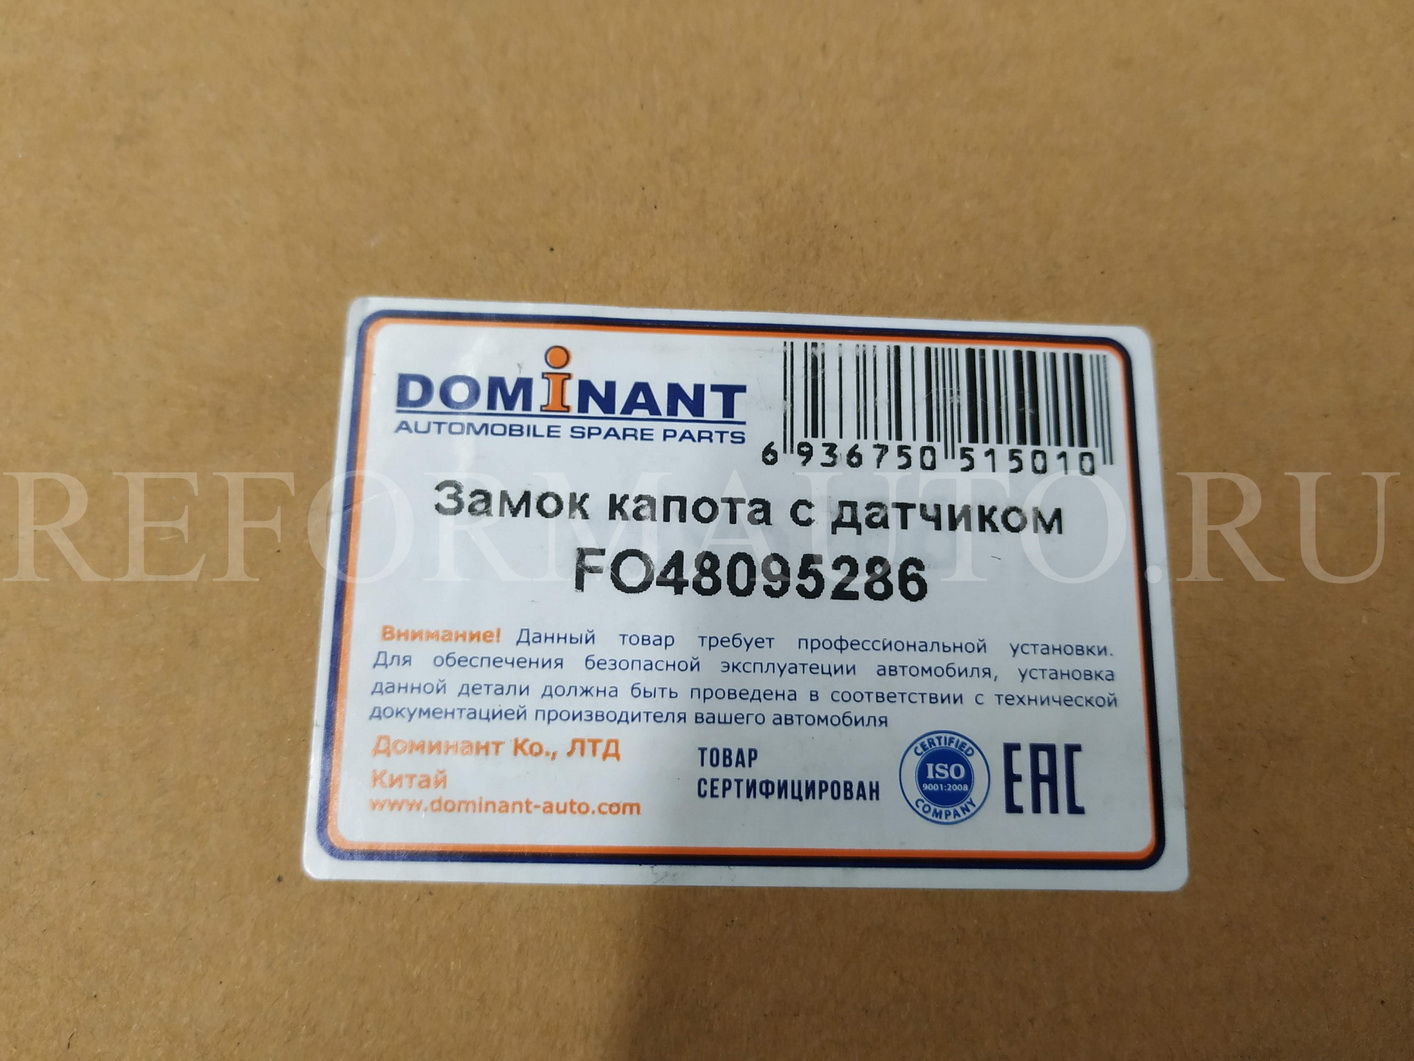 DOMiNANT
AUTOMOBILE SPARE PARTS
6 936750 515010
Замок капота с датчиком
FO48095286
Внимание! Данный товар требует профессиональной установки.
Для обеспечения безопасной эксплуатеции автомобиля, установка
данной детали должна быть проведена в соответствии с технической
документацией производителя вашего автомобиля
Доминант Ко., ЛТД
Китай
www.dominant-auto.com
ТОВАР
СЕРТИФИЦИРОВАН
CERTIFIED
ISO
9001:2008
COMPANY
EAC
REFORMAUTO.RU